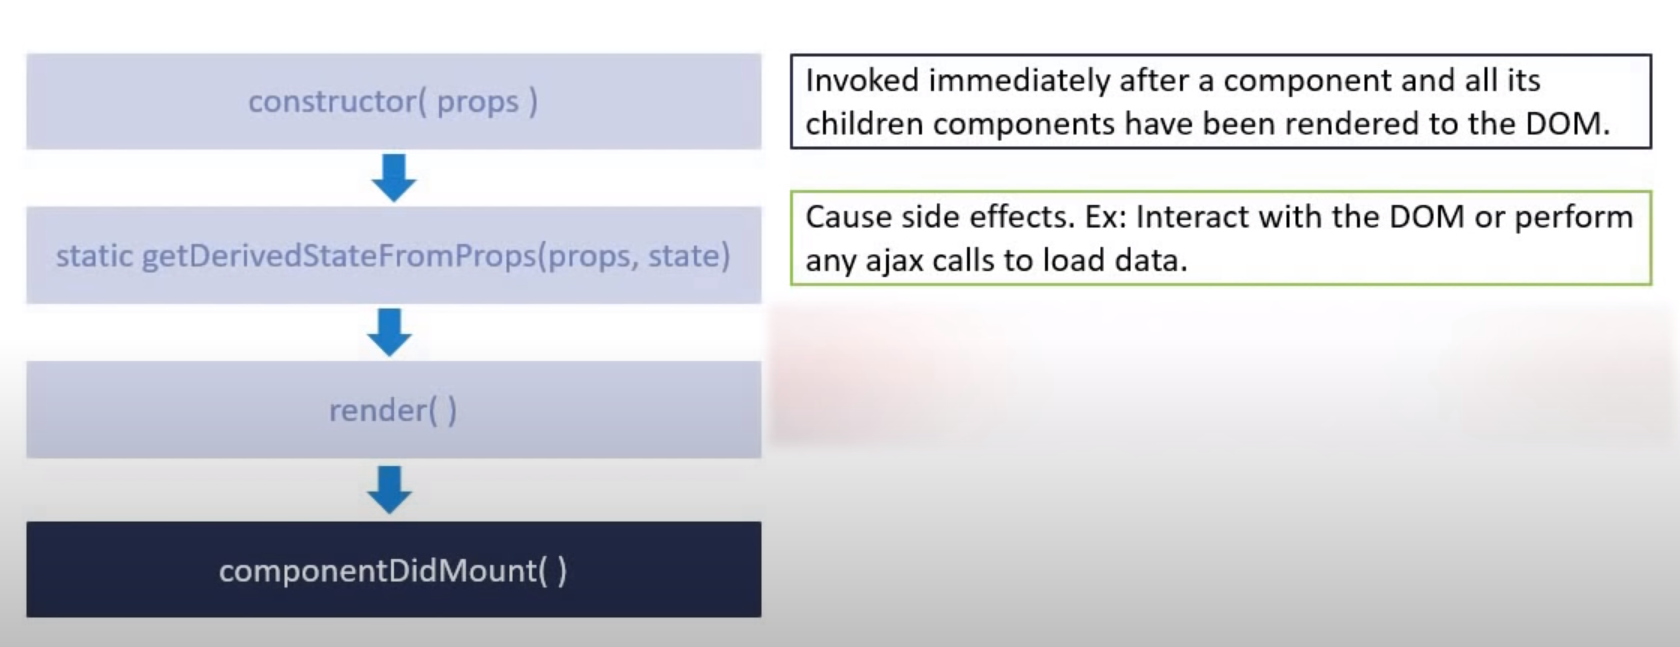 constructor( props )
static getDerivedStateFromProps(props, state)
render( )
componentDidMount( )
Invoked immediately after a component and all its
children components have been rendered to the DOM.
Cause side effects. Ex: Interact with the DOM or perform
any ajax calls to load data.